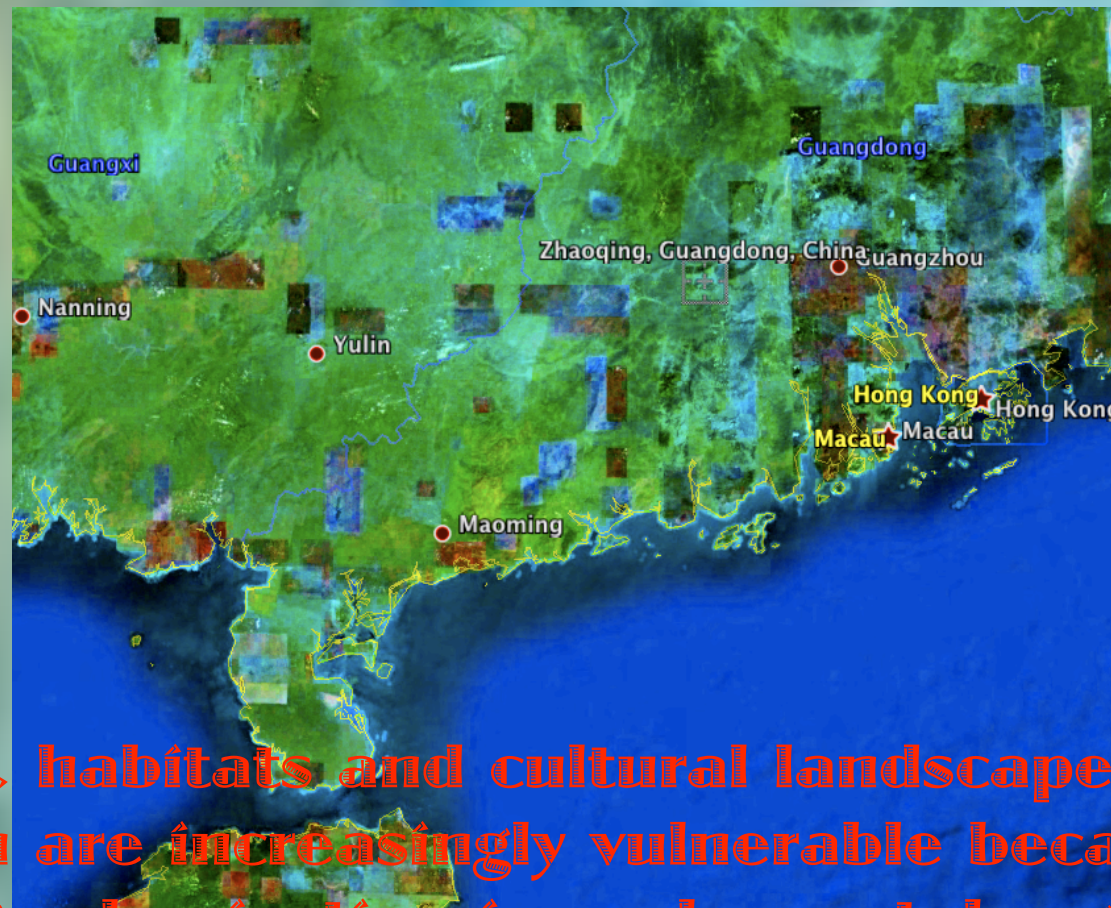 Guangxi
Guangdong
Zhaoqing, Guangdong, China
Guangzhou
Nanning
Yulin
Hong Kong
Hong Kong
Macau
Macau
Maoming
habitats and cultural landscape
are increasingly vulnerable beca